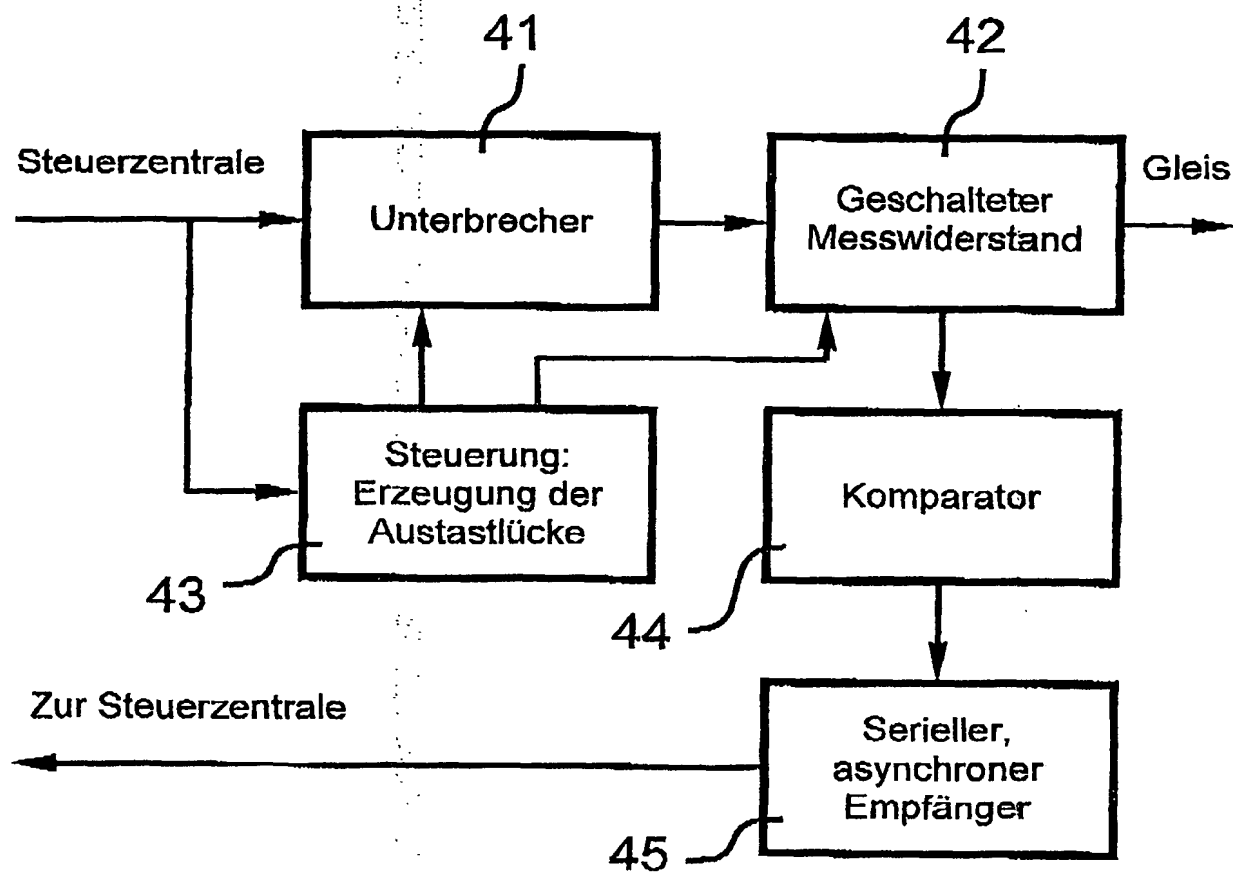 41
42
Steuerzentrale
Gleis
Unterbrecher
Geschalteter
Messwiderstand
Steuerung:
Erzeugung der
Austastlücke
Komparator
43
44
Zur Steuerzentrale
Serieller,
asynchroner
Empfänger
45